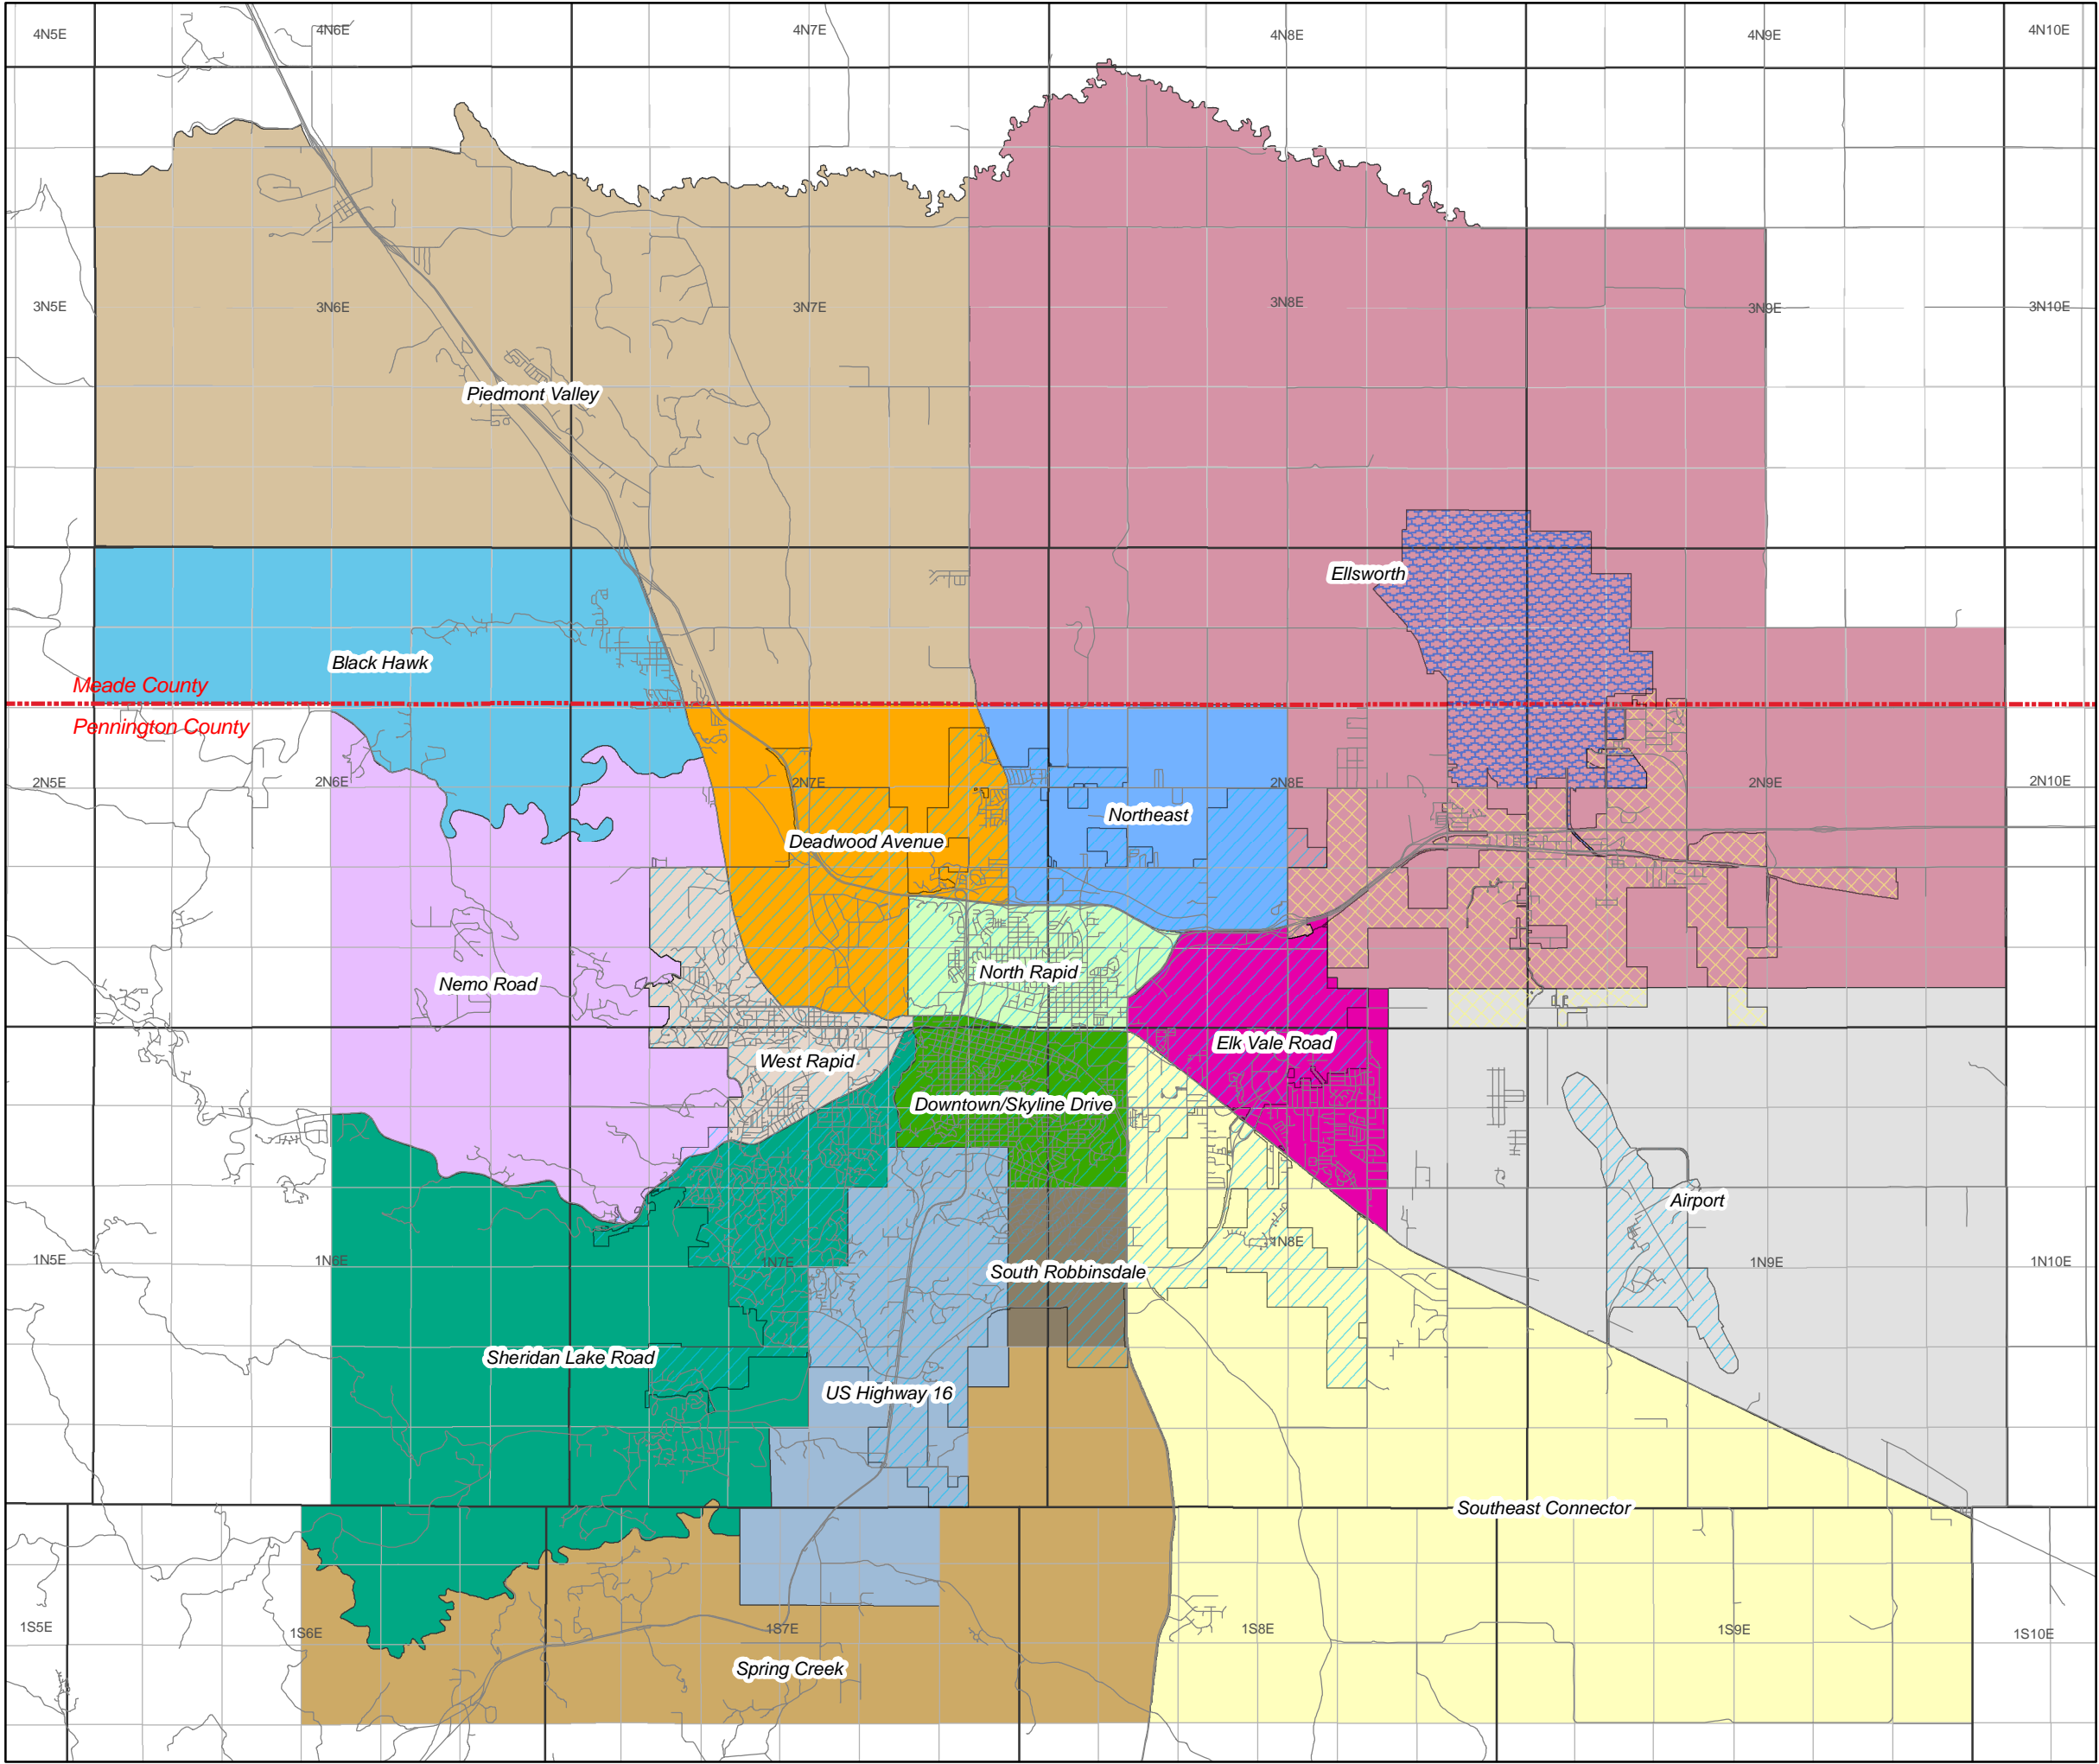 4N5E
4N6E
4N7E
4N8E
4N9E
4N10E
3N5E
3N6E
3N7E
3N8E
3N9E
3N10E
Piedmont Valley
Ellsworth
Black Hawk
Meade County
Pennington County
2N5E
2N6E
2N7E
2N8E
2N9E
2N10E
Northeast
Deadwood Avenue
North Rapid
Nemo Road
Elk Vale Road
West Rapid
Downtown/Skyline Drive
Airport
1N5E
1N6E
1N7E
1N8E
1N9E
1N10E
South Robbinsdale
Sheridan Lake Road
US Highway 16
Southeast Connector
1S5E
1S6E
1S7E
1S8E
1S9E
1S10E
Spring Creek